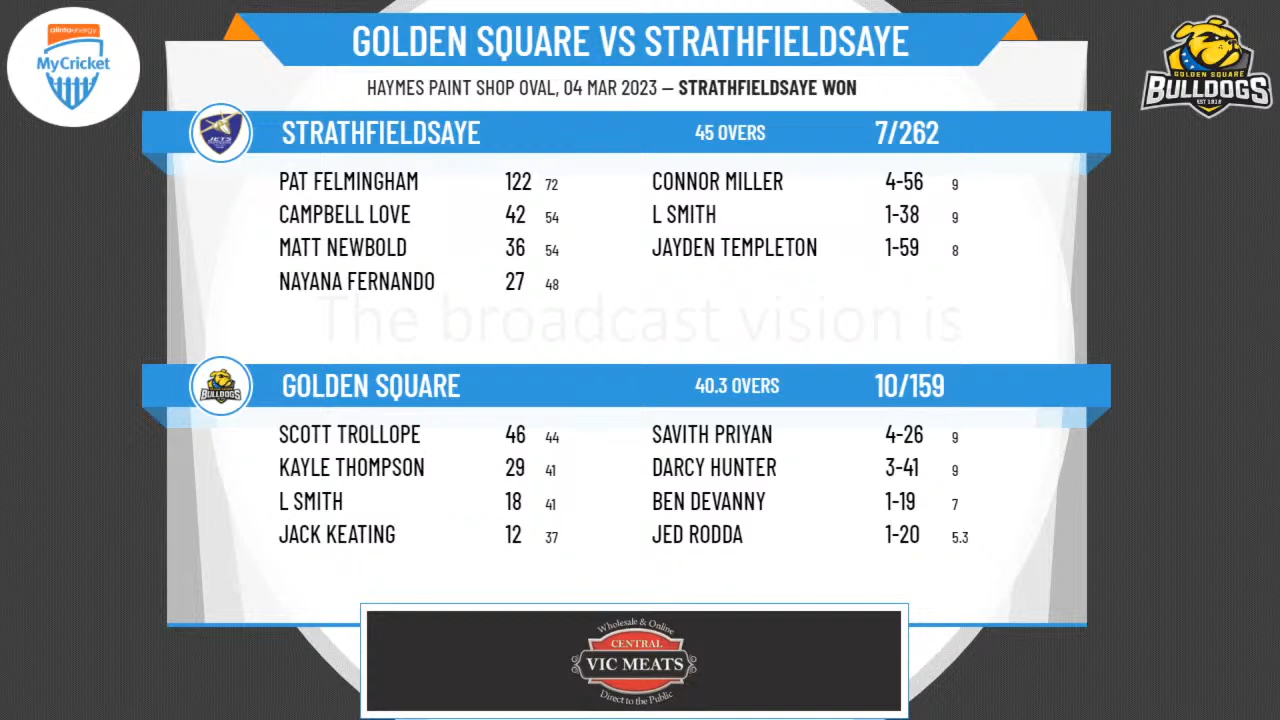 alintaenergy
MyCricket
GOLDEN SQUARE VS STRATHFIELDSAYE
GOLDEN SQUARE
BULLDOGS
EST 1918
HAYMES PAINT SHOP OVAL, 04 MAR 2023 – STRATHFIELDSAYE WON
JETS
STRATHFIELDSAYE 45 OVERS 7/262
PAT FELMINGHAM 122 72 CONNOR MILLER 4-56 9
CAMPBELL LOVE 42 54 L SMITH 1-38 9
MATT NEWBOLD 36 54 JAYDEN TEMPLETON 1-59 8
NAYANA FERNANDO 27 48
The broadcast vision is
BULLDOGS
GOLDEN SQUARE 40.3 OVERS 10/159
SCOTT TROLLOPE 46 44 SAVITH PRIYAN 4-26 9
KAYLE THOMPSON 29 41 DARCY HUNTER 3-41 9
L SMITH 18 41 BEN DEVANNY 1-19 7
JACK KEATING 12 37 JED RODDA 1-20 5.3
Wholesale & Online
CENTRAL
VIC MEATS
Direct to the Public